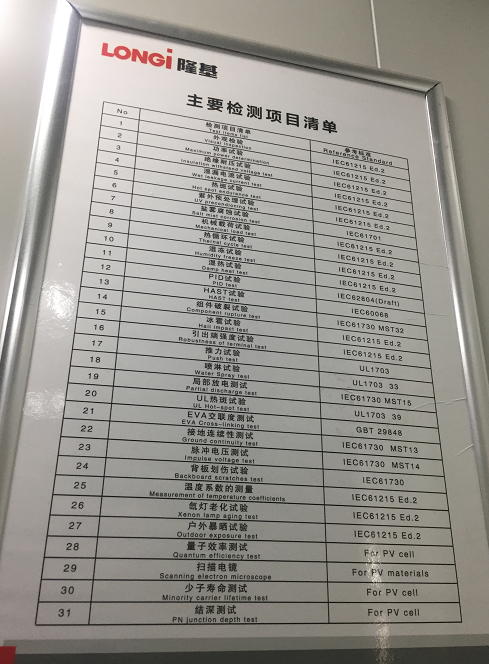 LONGi 隆基
主要检测项目清单
No 检测项目清单 参考标准
Test items list Reference Standard
1 外观检验 IEC61215 Ed.2
Visual inspection
2 功率试验 IEC61215 Ed.2
Maximum power determination
3 绝缘耐压试验 IEC61215 Ed.2
Insulation withstand voltage test
4 湿漏电流试验 IEC61215 Ed.2
Wet leakage current test
5 热斑试验 IEC61215 Ed.2
Hot spot endurance test
6 紫外预处理试验 IEC61215 Ed.2
UV preconditioning test
7 盐雾腐蚀试验 IEC61701
Salt mist corrosion test
8 机械载荷试验 IEC61215 Ed.2
Mechanical load test
9 热循环试验 IEC61215 Ed.2
Thermal cycle test
10 湿冻试验 IEC61215 Ed.2
Humidity freeze test
11 湿热试验 IEC61215 Ed.2
Damp heat test
12 PID试验 IEC62804(Draft)
PID test
13 HAST试验 IEC60068
HAST test
14 组件破裂试验 IEC61730 MST32
Component rupture test
15 冰雹试验 IEC61215 Ed.2
Hail impact test
16 引出端强度试验 IEC61215 Ed.2
Robustness of terminal test
17 推力试验 UL1703
Push test
18 喷淋试验 UL1703 33
Water Spray test
19 局部放电测试 IEC61730 MST15
Partial discharge test
20 UL热斑试验 UL1703 39
UL Hot-spot test
21 EVA交联度测试 GBT 29848
EVA Cross-linking test
22 接地连续性测试 IEC61730 MST13
Ground continuity test
23 脉冲电压测试 IEC61730 MST14
Impulse voltage test
24 背板划伤试验 IEC61730
Backboard scratches test
25 温度系数的测量 IEC61215 Ed.2
Measurement of temperature coefficients
26 氙灯老化试验 IEC61215 Ed.2
Xenon lamp aging test
27 户外暴晒试验 IEC61215 Ed.2
Outdoor exposure test
28 量子效率测试 For PV cell
Quantum efficiency test
29 扫描电镜 For PV materials
Scanning electron microscope
30 少子寿命测试 For PV cell
Minority carrier lifetime test
31 结深测试 For PV cell
PN junction depth test